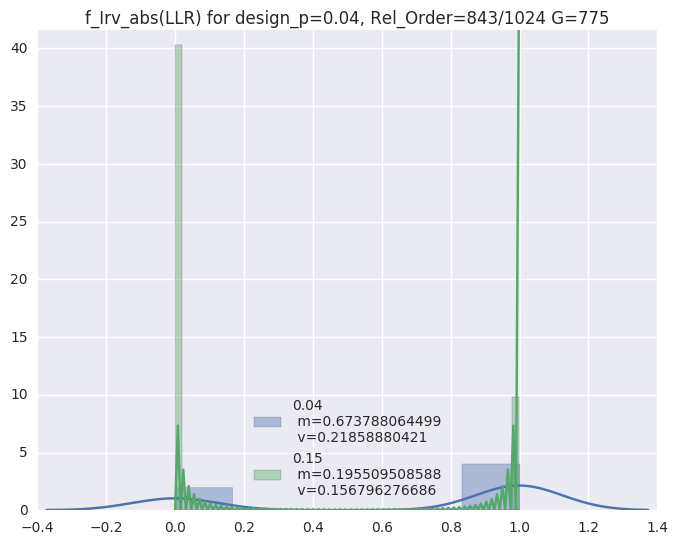 f_Irv_abs(LLR) for design_p=0.04, Rel_Order=843/1024 G=775
40
35
30
25
20
15
10
5
0
0.04
m=0.673788064499
v=0.21858880421
0.15
m=0.195509508588
v=0.156796276686
−0.4 −0.2 0.0 0.2 0.4 0.6 0.8 1.0 1.2 1.4